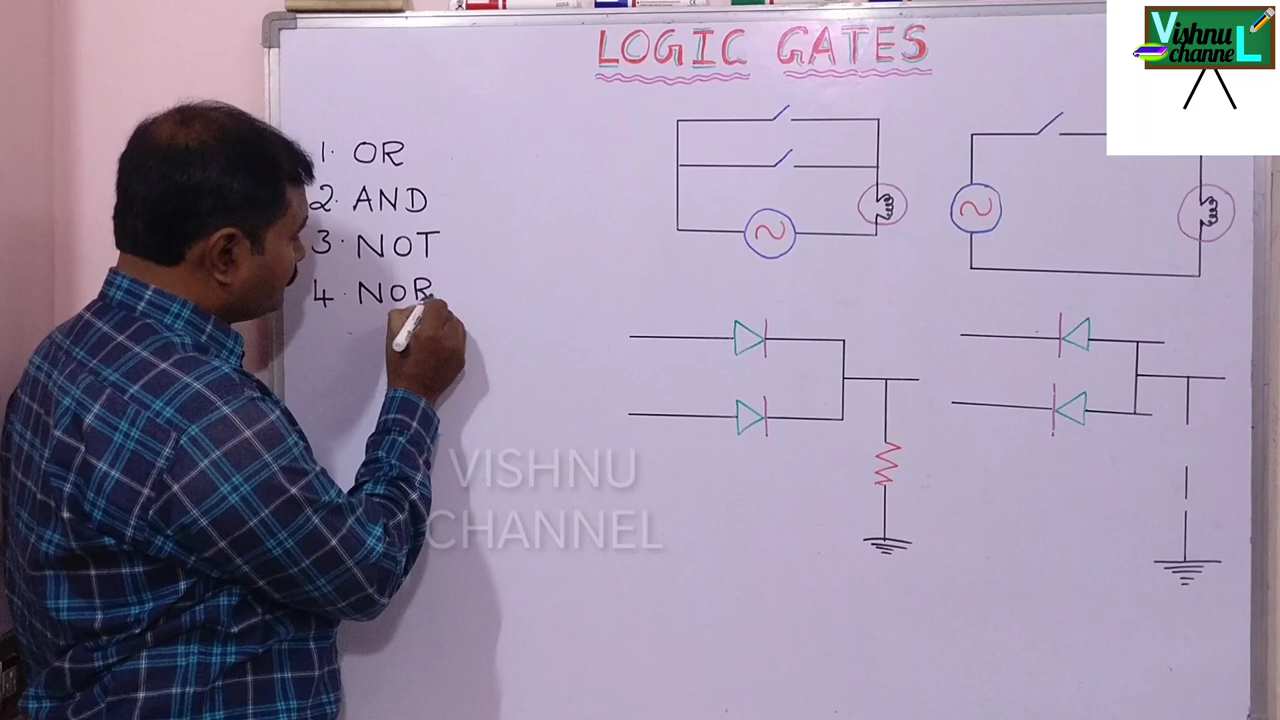 LOGIC GATES
1. OR
2. AND
3. NOT
4. NOR
Vishnu
channel
VISHNU
CHANNEL